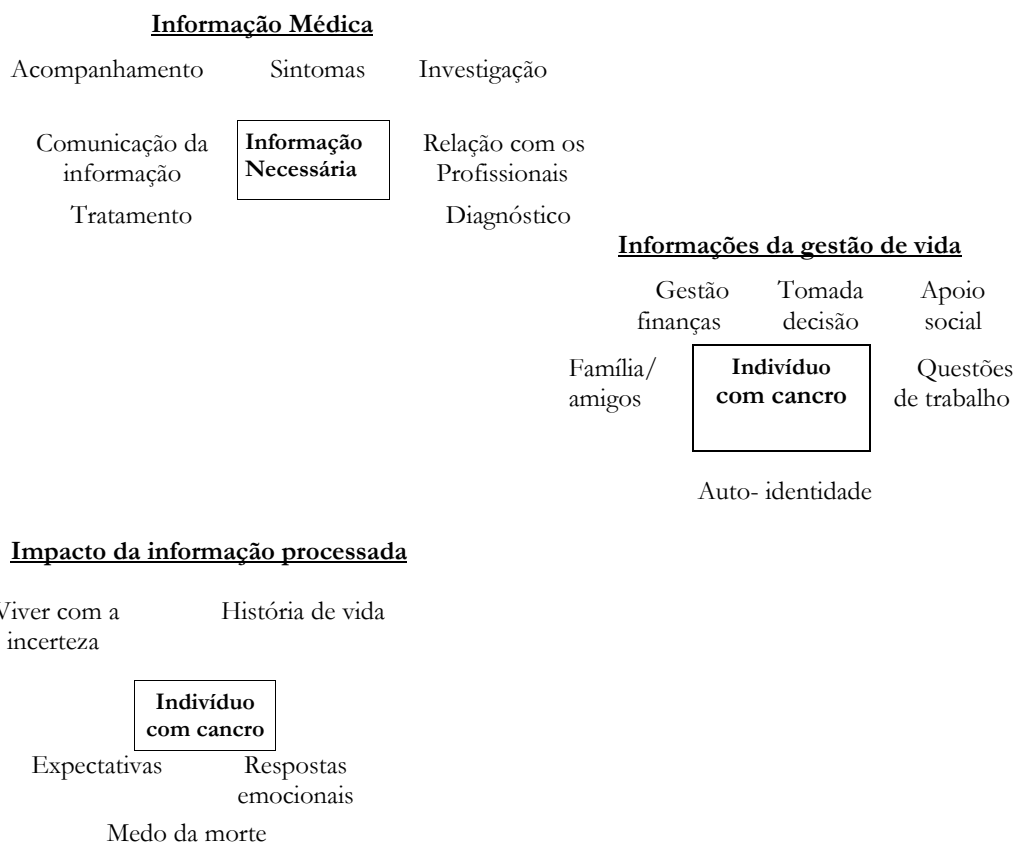 Informação Médica
Acompanhamento Sintomas Investigação
Comunicação da
informação
Informação
Necessária
Relação com os
Profissionais
Tratamento Diagnóstico
Informações da gestão de vida
Gestão
finanças
Tomada
decisão
Apoio
social
Família/
amigos
Indivíduo
com cancro
Questões
de trabalho
Auto- identidade
Impacto da informação processada
Viver com a
incerteza
História de vida
Indivíduo
com cancro
Expectativas
Respostas
emocionais
Medo da morte